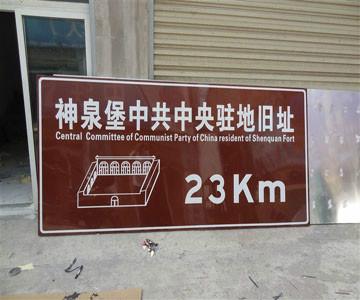 神泉堡中共中央驻地旧址
Central Committee of Communist Party of China resident of Shenquan Fort
23Km